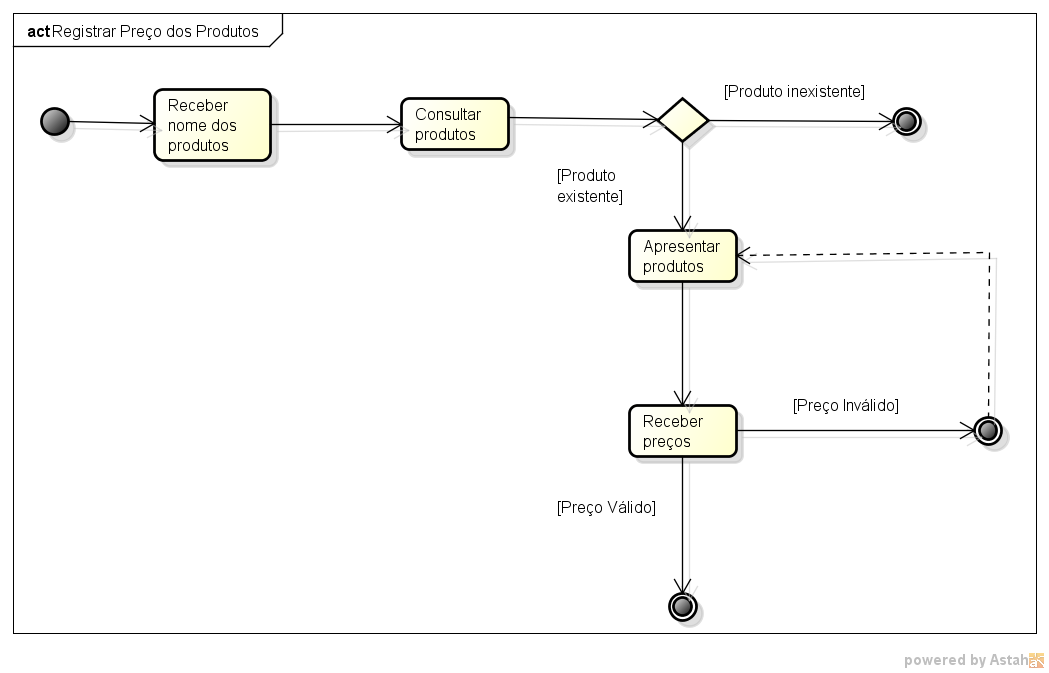 act Registrar Preço dos Produtos
[Produto inexistente]
Receber
nome dos
produtos
Consultar
produtos
[Produto
existente]
Apresentar
produtos
[Preço Inválido]
Receber
preços
[Preço Válido]
powered by Astah